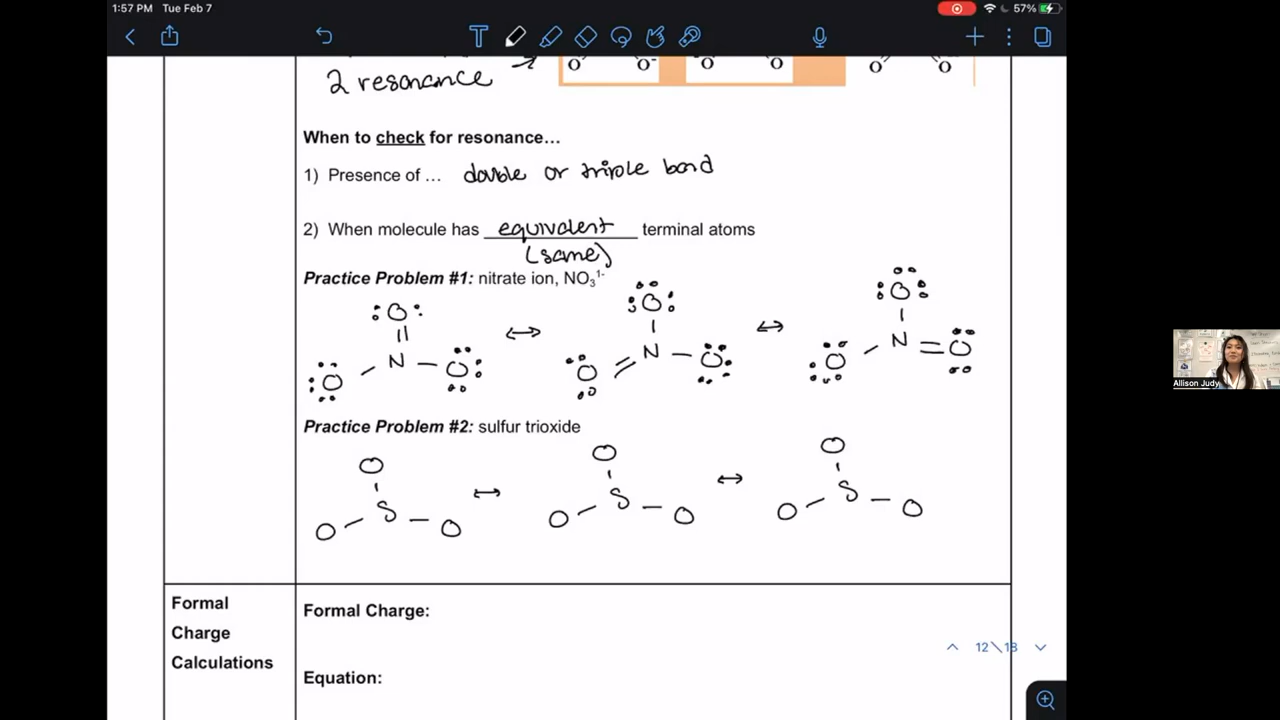 1:57 PM Tue Feb 7
57%
T
2 resonance
O O⁻ O O O O
When to check for resonance…
1) Presence of … double or triple bond
2) When molecule has equivalent terminal atoms
(same)
Practice Problem #1: nitrate ion, NO₃¹⁻
O O O
N N N
O O O O O O
Practice Problem #2: sulfur trioxide
O O O
S S S
O O O O O O
Allison Judy
Formal
Charge
Calculations
Formal Charge:
Equation:
12\18